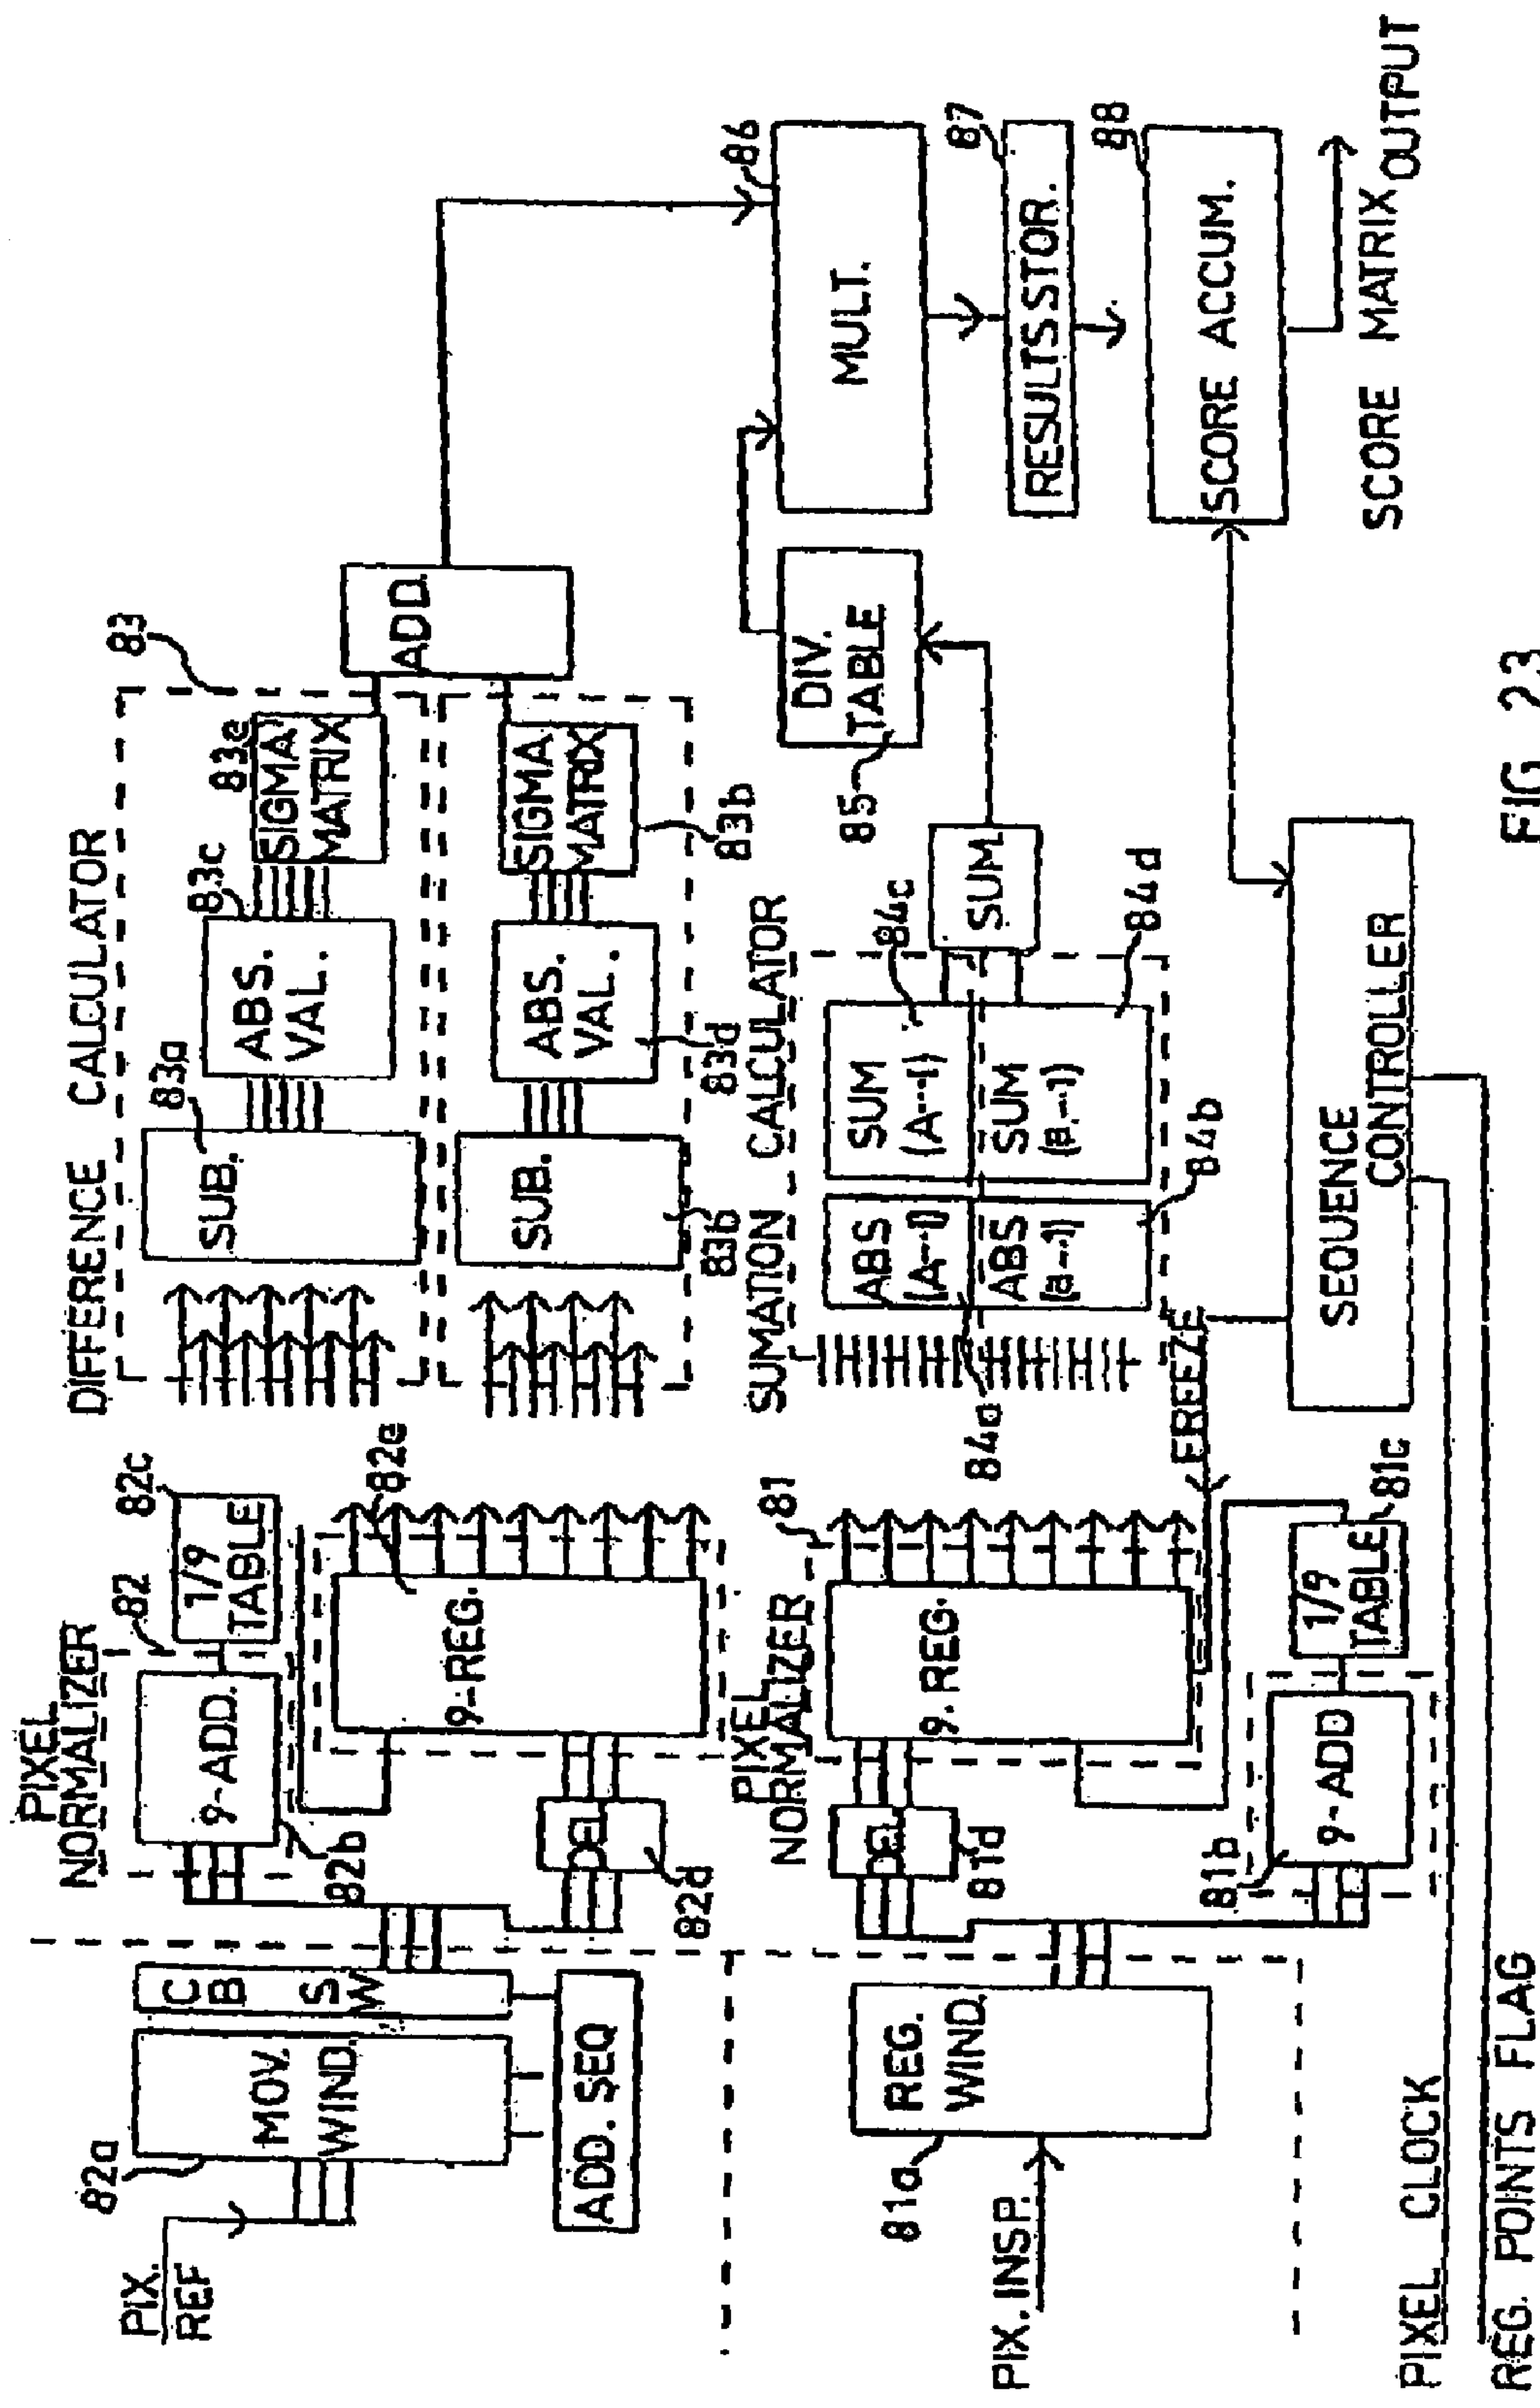 PIX.
REF
82a
MOV.
WIND.
C
B
S
W
ADD. SEQ
PIXEL
NORMALIZER
82
9-ADD.
82b
82c
1/9
TABLE
82d
DEL
9-REG.
82e
DIFFERENCE CALCULATOR
83
83a
SUB.
83c
ABS.
VAL.
83e
SIGMA
MATRIX
SUB.
83b
ABS.
VAL.
83d
SIGMA
MATRIX
83b
ADD.
86
MULT.
87
RESULTS STOR.
88
SCORE ACCUM.
SCORE MATRIX
OUTPUT
PIX. INSP.
81a
REG.
WIND.
PIXEL
NORMALIZER
81
DEL
81d
9-REG.
81b
9-ADD
1/9
TABLE
81c
FREEZE
SUMATION CALCULATOR
84a
ABS
(A---I)
ABS
(B---1)
84b
SUM
(A---I)
84c
SUM
(B---1)
84d
SUM
85
DIV.
TABLE
SEQUENCE
CONTROLLER
PIXEL CLOCK
REG. POINTS FLAG
FIG 23